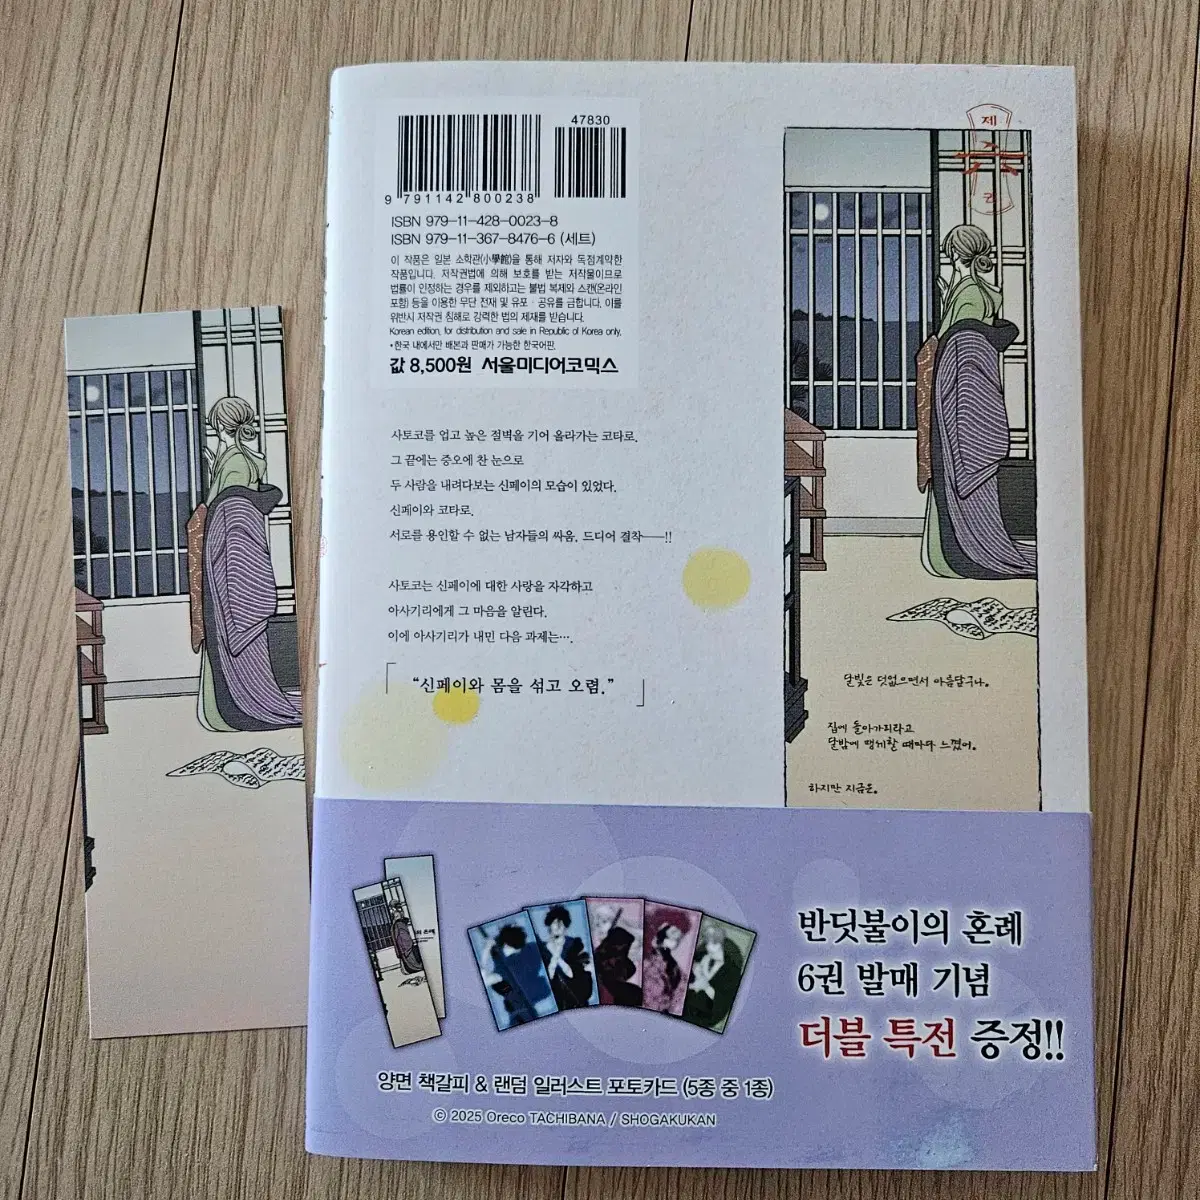 47830
9 791142 800238
ISBN 979-11-428-0023-8
ISBN 979-11-367-8476-6 (세트)
이 작품은 일본 소학관(小學館)을 통해 저자와 독점계약한
작품입니다. 저작권법에 의해 보호를 받는 저작물이므로
법률이 인정하는 경우를 제외하고는 불법 복제와 스캔(온라인
포함) 등을 이용한 무단 전재 및 유포·공유를 금합니다. 이를
위반시 저작권 침해로 강력한 법의 제재를 받습니다.
Korean edition, for distribution and sale in Republic of Korea only.
*한국 내에서만 배본과 판매가 가능한 한국어판.
값 8,500원 서울미디어코믹스
제
六
권
사토코를 업고 높은 절벽을 기어 올라가는 코타로.
그 끝에는 증오에 찬 눈으로
두 사람을 내려다보는 신페이의 모습이 있었다.
신페이와 코타로.
서로를 용인할 수 없는 남자들의 싸움, 드디어 결착──!!
사토코는 신페이에 대한 사랑을 자각하고
아사기리에게 그 마음을 알린다.
이에 아사기리가 내민 다음 과제는….
「“신페이와 몸을 섞고 오렴.”」
달빛은 덧없으면서 아름답구나.
집에 돌아가리라고
달밤에 맹세할 때마다 느꼈어.
하지만 지금은.
반딧불이의 혼례
6권 발매 기념
더블 특전 증정!!
양면 책갈피 & 랜덤 일러스트 포토카드 (5종 중 1종)
© 2025 Oreco TACHIBANA / SHOGAKUKAN